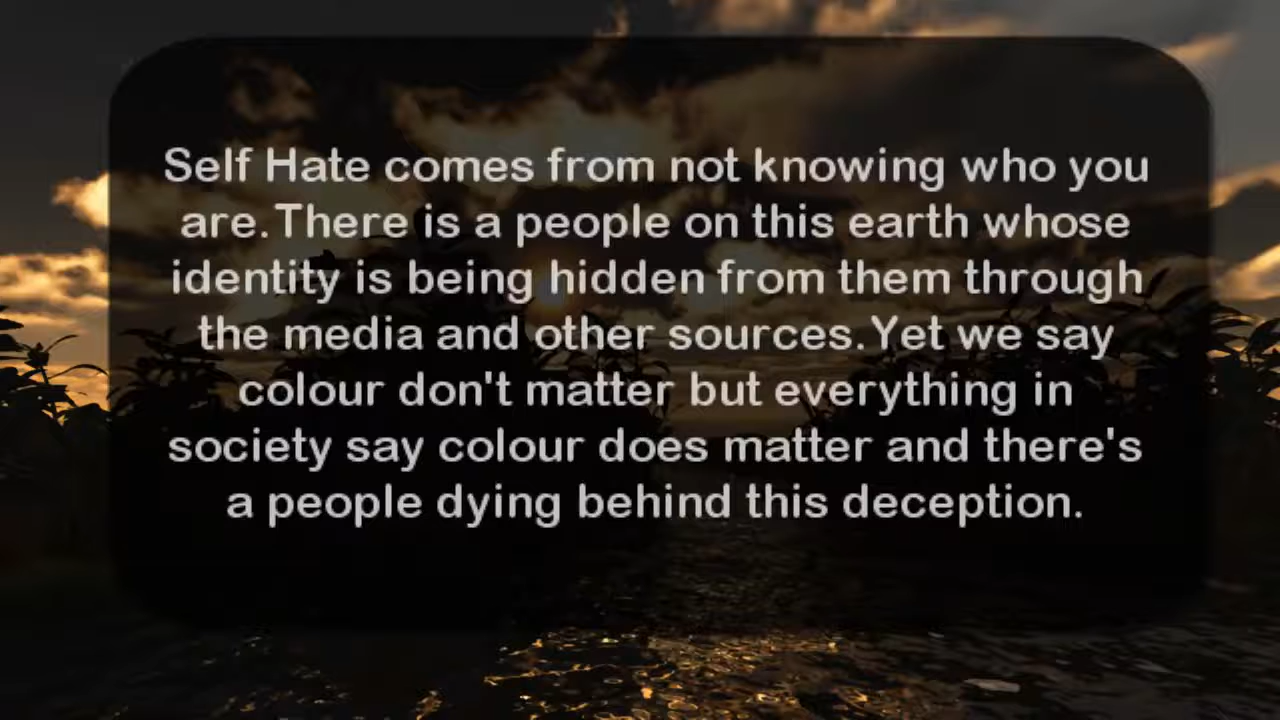 Self Hate comes from not knowing who you
are.There is a people on this earth whose
identity is being hidden from them through
the media and other sources.Yet we say
colour don't matter but everything in
society say colour does matter and there's
a people dying behind this deception.